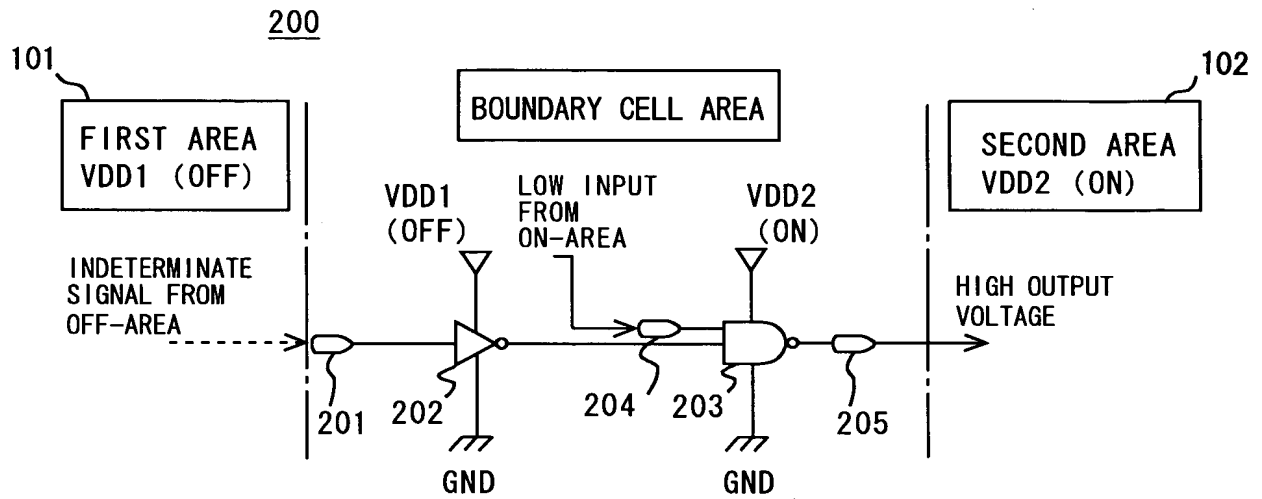 200
101
102
BOUNDARY CELL AREA
FIRST AREA
VDD1 (OFF)
SECOND AREA
VDD2 (ON)
VDD1
(OFF)
LOW INPUT
FROM
ON-AREA
VDD2
(ON)
INDETERMINATE
SIGNAL FROM
OFF-AREA
HIGH OUTPUT
VOLTAGE
201
202
204
203
205
GND
GND